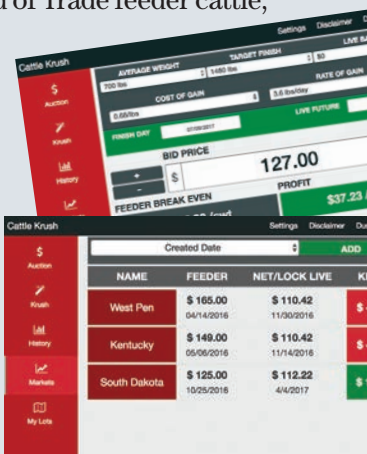 d of Trade feeder cattle,
Cattle Krush
Settings Disclaimer
$
Auction
Krush
History
AVERAGE WEIGHT
TARGET FINISH
LIVE
700 lbs
1480 lbs
$0
COST OF GAIN
RATE OF GAIN
3.6 lbs/day
FINISH DAY
LIVE FUTURE
BID PRICE
+
-
$
127.00
FEEDER BREAK EVEN
PROFIT
$37.23
Cattle Krush
Settings Disclaimer
$
Auction
Krush
History
Markets
My Lots
Created Date
ADD
NAME FEEDER NET/LOCK LIVE
West Pen
$ 165.00
04/14/2016
$ 110.42
11/30/2016
$
Kentucky
$ 149.00
05/06/2016
$ 110.42
11/14/2016
$
South Dakota
$ 125.00
10/25/2016
$ 112.22
4/4/2017
$